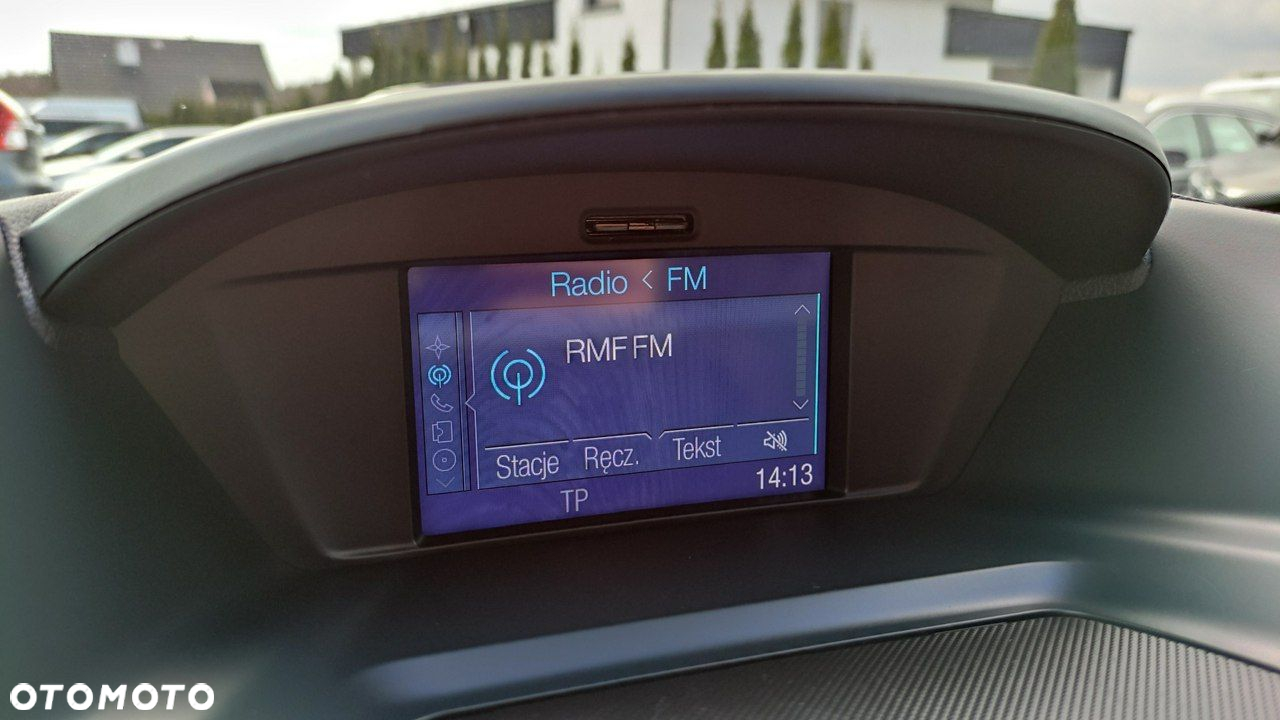 Radio < FM
RMF FM
Stacje Ręcz. Tekst
14:13
TP
OTOMOTO